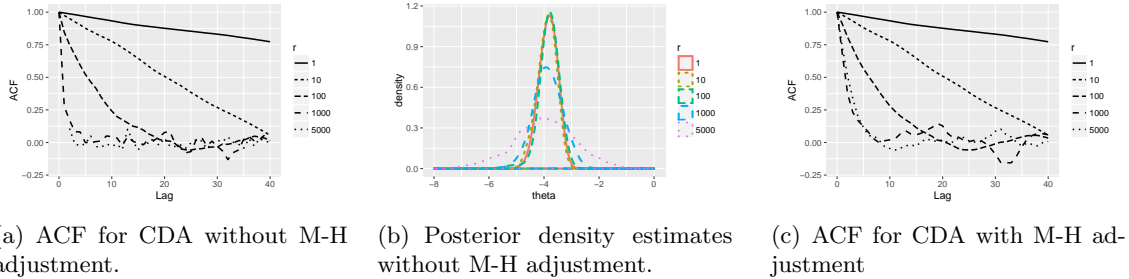 1.00
0.75
0.50
0.25
0.00
−0.25
ACF
0 10 20 30 40
Lag
r
1
10
100
1000
5000
1.2
0.9
0.6
0.3
0.0
density
−8 −6 −4 −2 0
theta
r
1
10
100
1000
5000
1.00
0.75
0.50
0.25
0.00
−0.25
ACF
0 10 20 30 40
Lag
r
1
10
100
1000
5000
a) ACF for CDA without M-H
adjustment.
(b) Posterior density estimates
without M-H adjustment.
(c) ACF for CDA with M-H ad-
justment